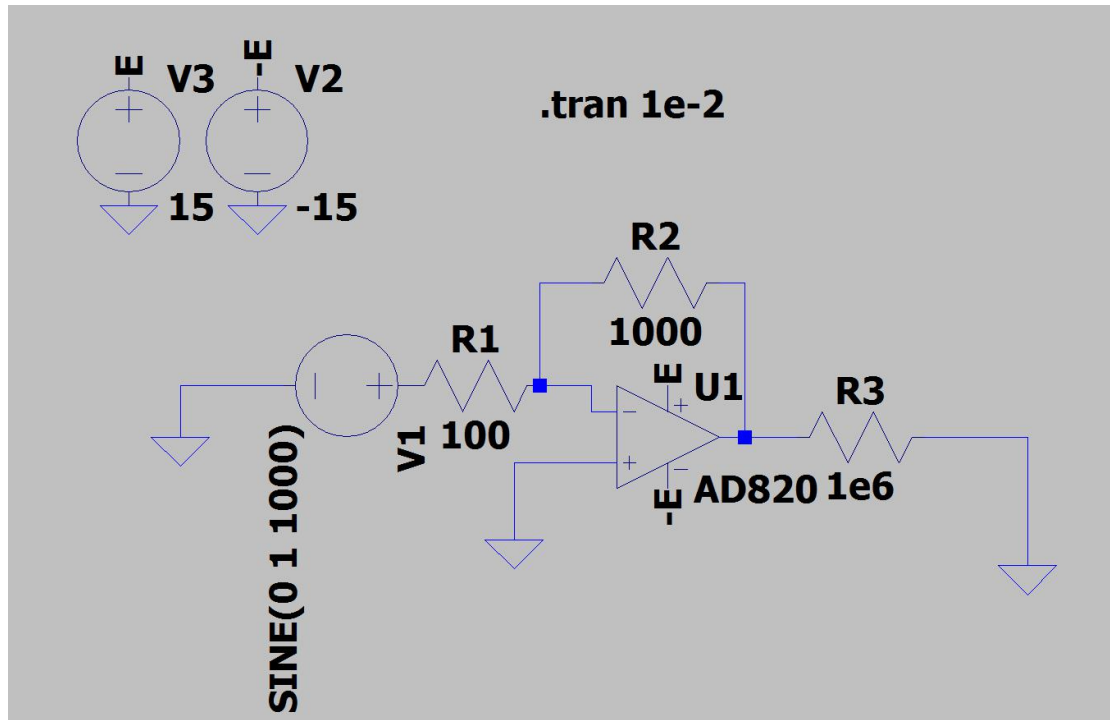 E
V3
-E
V2
.tran 1e-2
15
-15
R2
1000
R1
100
V1
SINE(0 1 1000)
E
U1
-E
AD820
R3
1e6